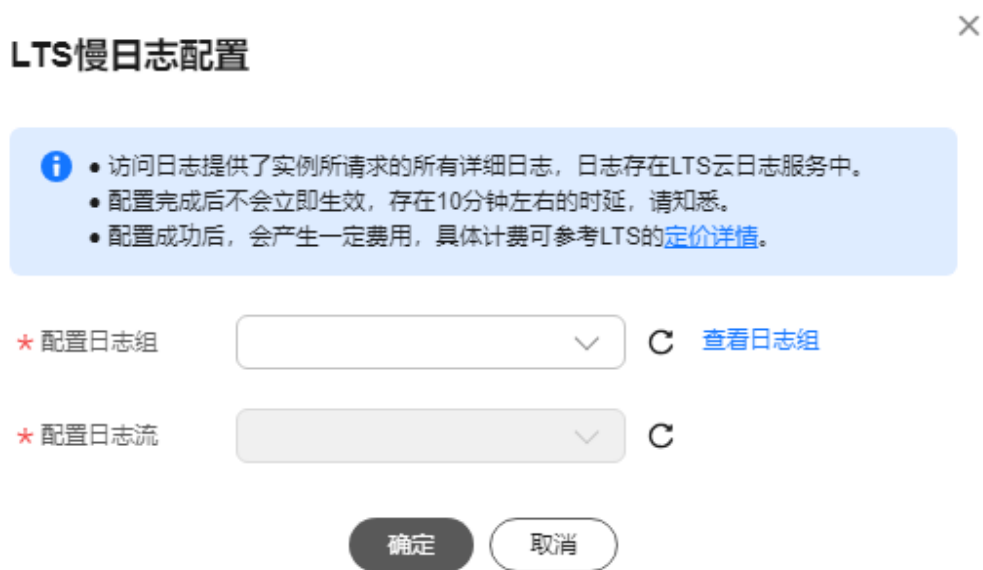 LTS慢日志配置
● 访问日志提供了实例所请求的所有详细日志，日志存在LTS云日志服务中。
● 配置完成后不会立即生效，存在10分钟左右的时延，请知悉。
● 配置成功后，会产生一定费用，具体计费可参考LTS的定价详情。
* 配置日志组 查看日志组
* 配置日志流
确定 取消